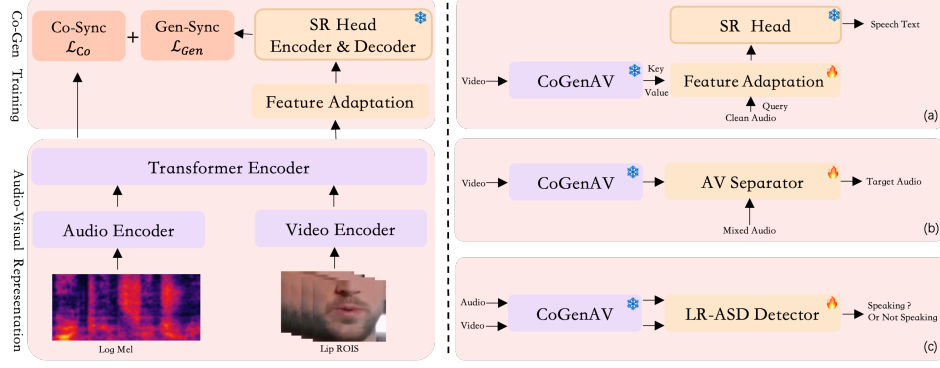 Co-Gen Training
Co-Sync
ℒCo
+
Gen-Sync
ℒGen
SR Head
Encoder & Decoder
Feature Adaptation
Audio-Visual Representation
Transformer Encoder
Audio Encoder
Video Encoder
Log Mel
Lip ROIS
SR Head
Speech Text
Video
CoGenAV
Key
Value
Feature Adaptation
Query
Clean Audio
(a)
Video
CoGenAV
AV Separator
Target Audio
Mixed Audio
(b)
Audio
Video
CoGenAV
LR-ASD Detector
Speaking ?
Or Not Speaking
(c)